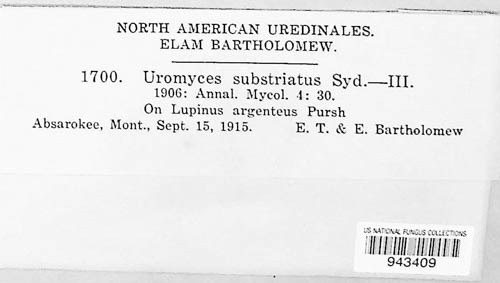 NORTH AMERICAN UREDINALES.
ELAM BARTHOLOMEW.
1700. Uromyces substriatus Syd.—III.
1906: Annal. Mycol. 4: 30.
On Lupinus argenteus Pursh
Absarokee, Mont., Sept. 15, 1915. E. T. & E. Bartholomew
US NATIONAL FUNGUS COLLECTIONS
943409